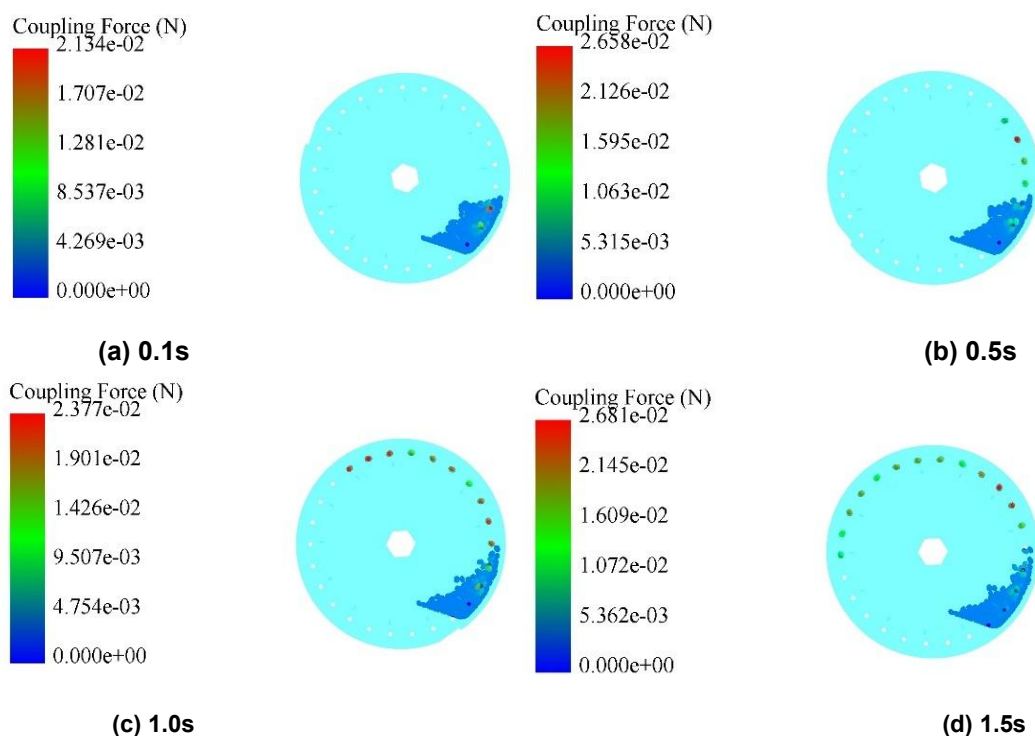 Coupling Force (N)
2.134e-02
1.707e-02
1.281e-02
8.537e-03
4.269e-03
0.000e+00
(a) 0.1s
Coupling Force (N)
2.658e-02
2.126e-02
1.595e-02
1.063e-02
5.315e-03
0.000e+00
(b) 0.5s
Coupling Force (N)
2.377e-02
1.901e-02
1.426e-02
9.507e-03
4.754e-03
0.000e+00
(c) 1.0s
Coupling Force (N)
2.681e-02
2.145e-02
1.609e-02
1.072e-02
5.362e-03
0.000e+00
(d) 1.5s